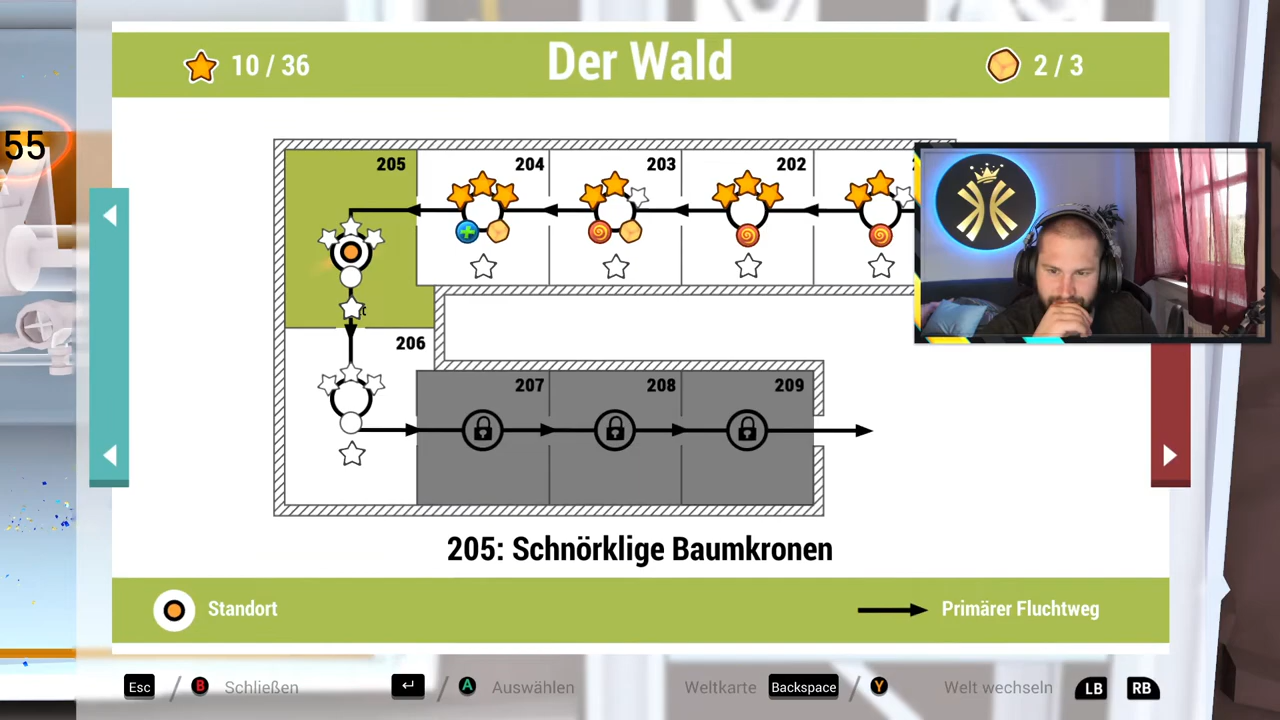 10 / 36
Der Wald
2 / 3
55
205
204
203
202
206
207
208
209
205: Schnörklige Baumkronen
Standort
Primärer Fluchtweg
Esc / B Schließen
/ A Auswählen
Weltkarte Backspace / Y
Welt wechseln LB RB